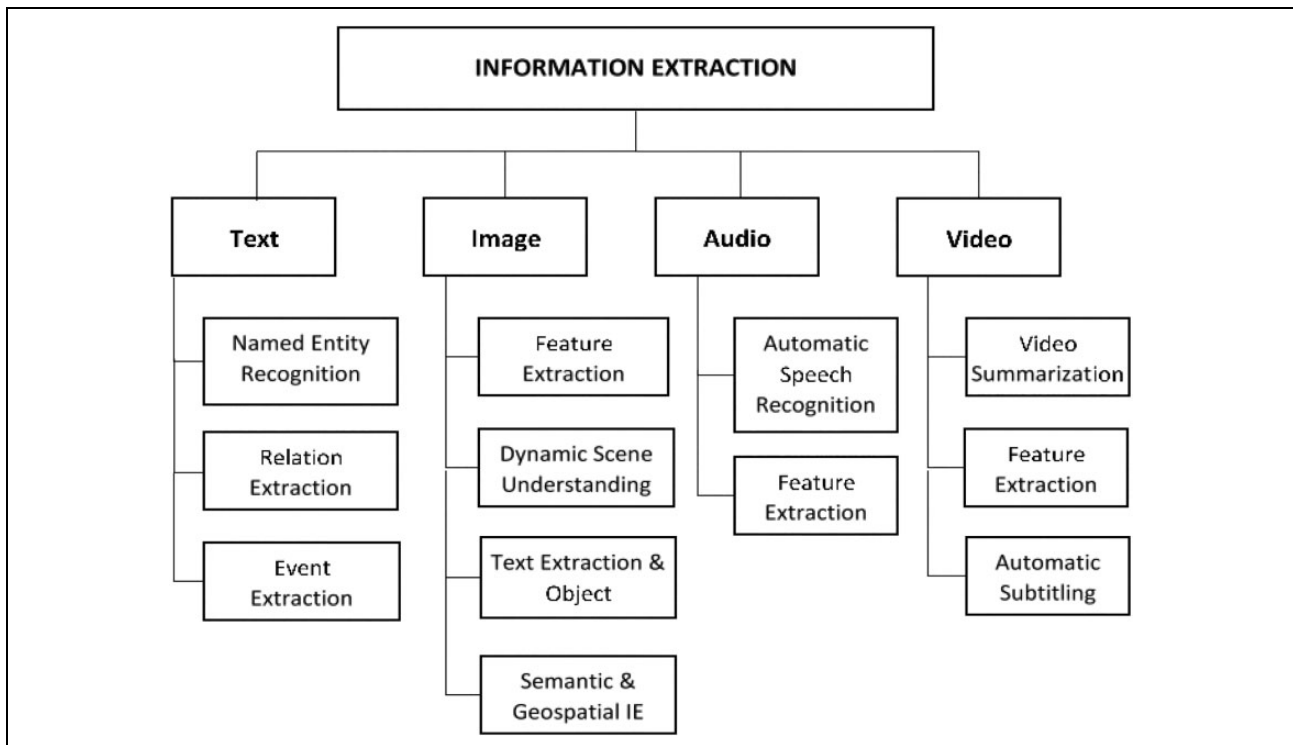 INFORMATION EXTRACTION
Text
Named Entity
Recognition
Relation
Extraction
Event
Extraction
Image
Feature
Extraction
Dynamic Scene
Understanding
Text Extraction &
Object
Semantic &
Geospatial IE
Audio
Automatic
Speech
Recognition
Feature
Extraction
Video
Video
Summarization
Feature
Extraction
Automatic
Subtitling